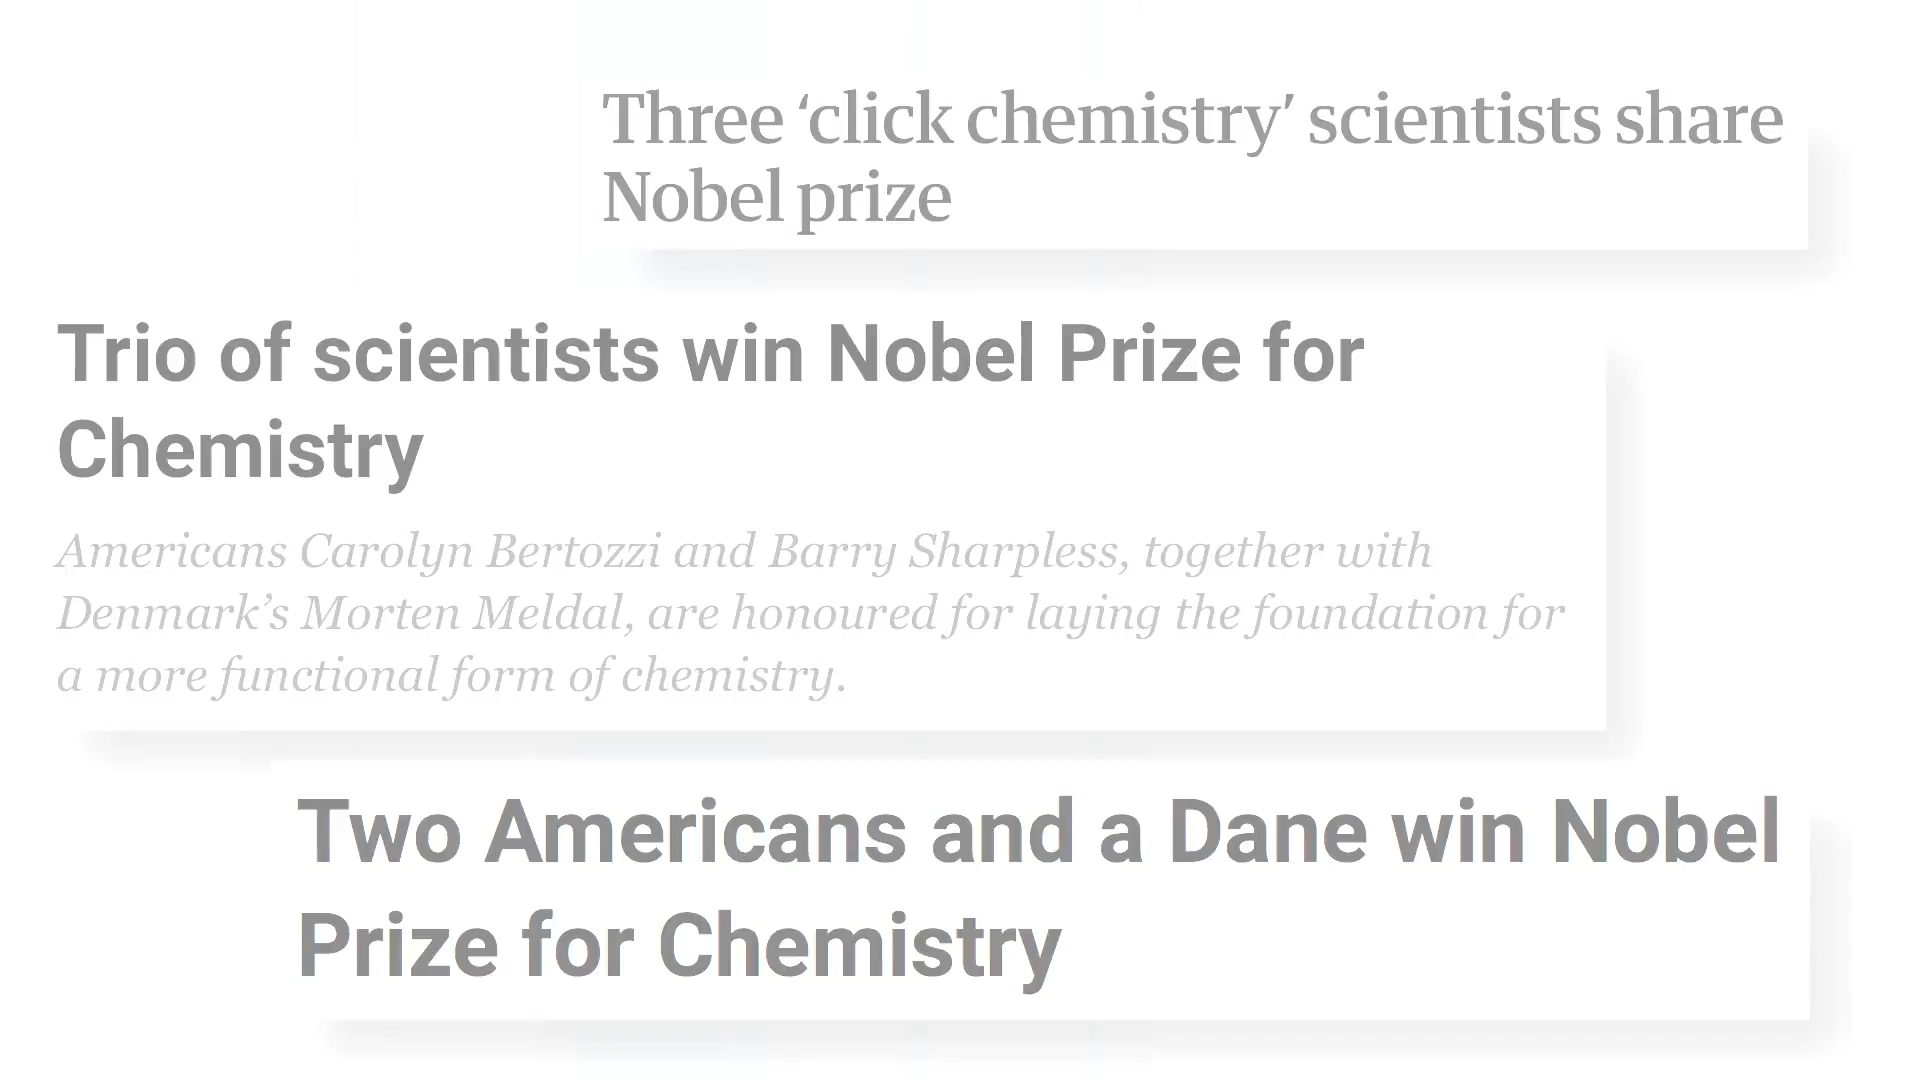 Three ‘click chemistry’ scientists share
Nobel prize
Trio of scientists win Nobel Prize for
Chemistry
Americans Carolyn Bertozzi and Barry Sharpless, together with
Denmark’s Morten Meldal, are honoured for laying the foundation for
a more functional form of chemistry.
Two Americans and a Dane win Nobel
Prize for Chemistry